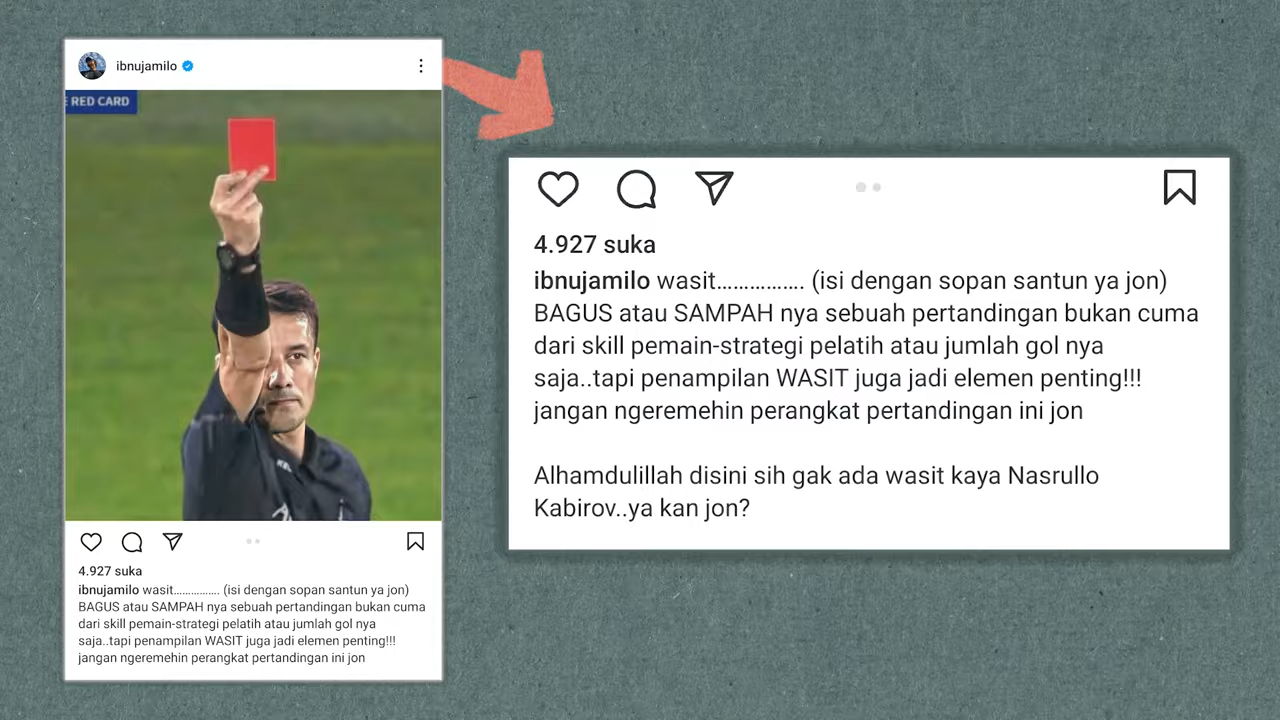 ibnujamilo
E RED CARD
4.927 suka
ibnujamilo wasit................ (isi dengan sopan santun ya jon)
BAGUS atau SAMPAH nya sebuah pertandingan bukan cuma
dari skill pemain-strategi pelatih atau jumlah gol nya
saja..tapi penampilan WASIT juga jadi elemen penting!!!
jangan ngeremehin perangkat pertandingan ini jon
4.927 suka
ibnujamilo wasit................ (isi dengan sopan santun ya jon)
BAGUS atau SAMPAH nya sebuah pertandingan bukan cuma
dari skill pemain-strategi pelatih atau jumlah gol nya
saja..tapi penampilan WASIT juga jadi elemen penting!!!
jangan ngeremehin perangkat pertandingan ini jon
Alhamdulillah disini sih gak ada wasit kaya Nasrullo
Kabirov..ya kan jon?